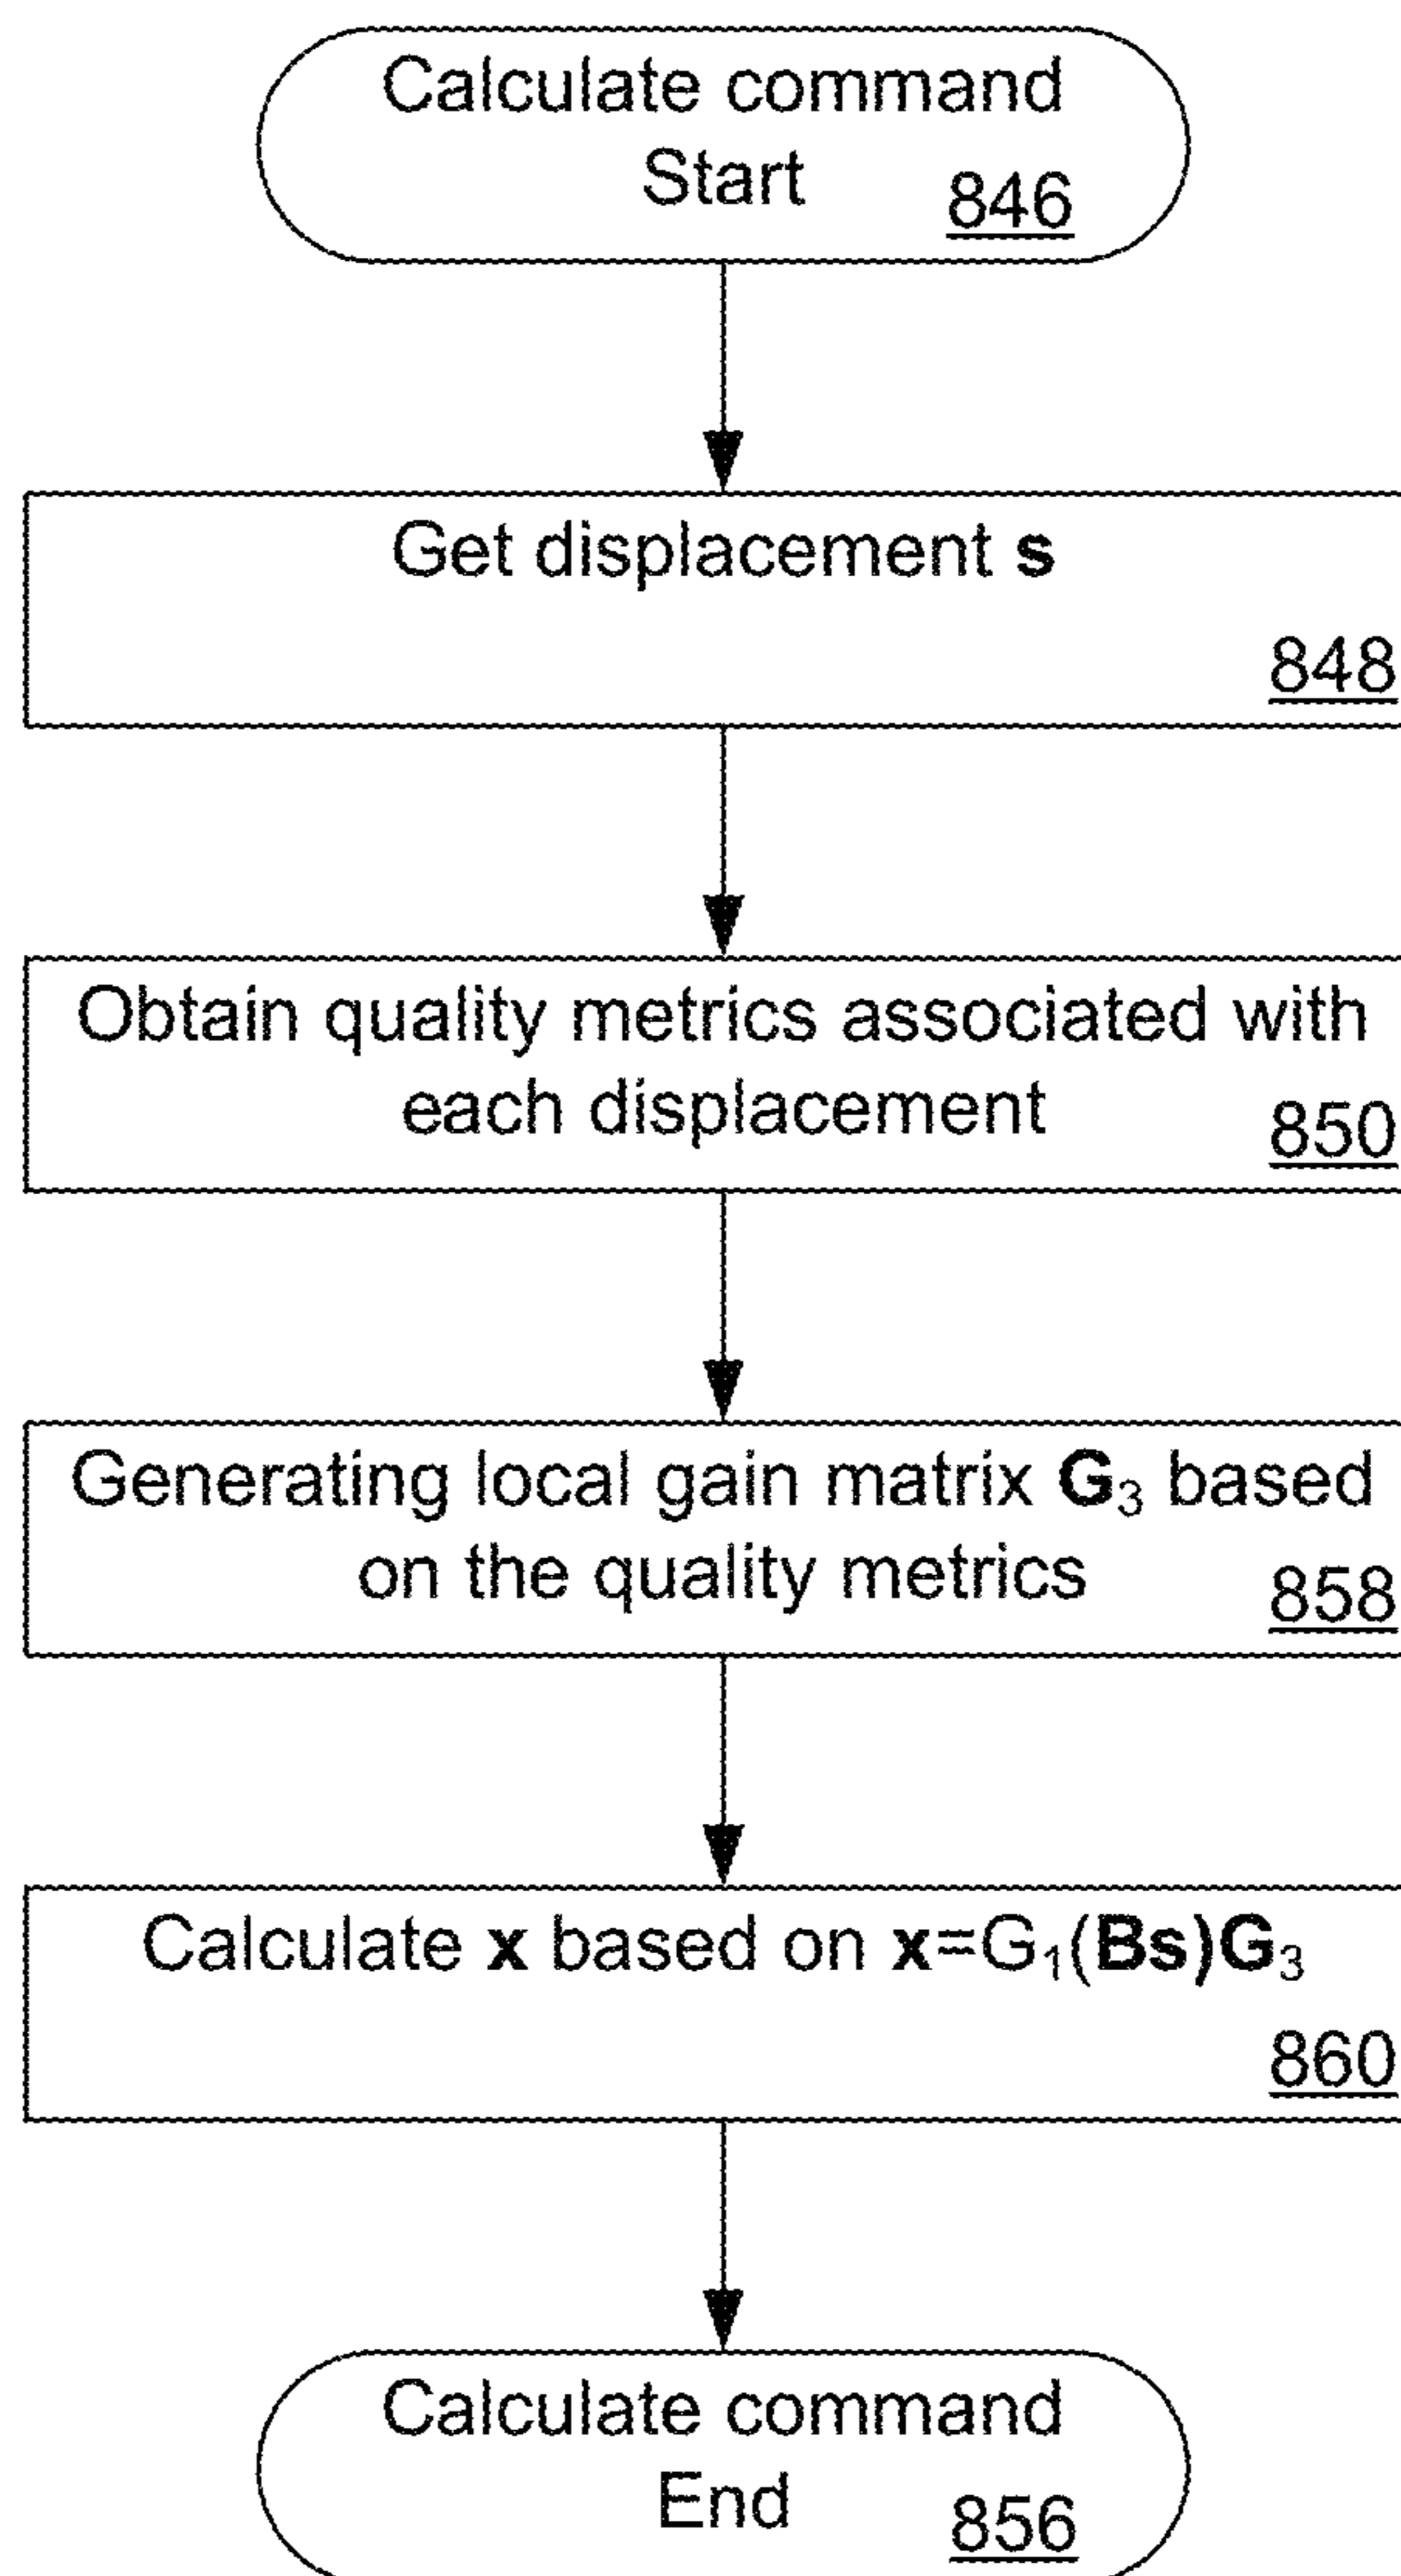 Calculate command
Start 846
Get displacement s
848
Obtain quality metrics associated with
each displacement 850
Generating local gain matrix G₃ based
on the quality metrics 858
Calculate x based on x=G₁(Bs)G₃
860
Calculate command
End 856